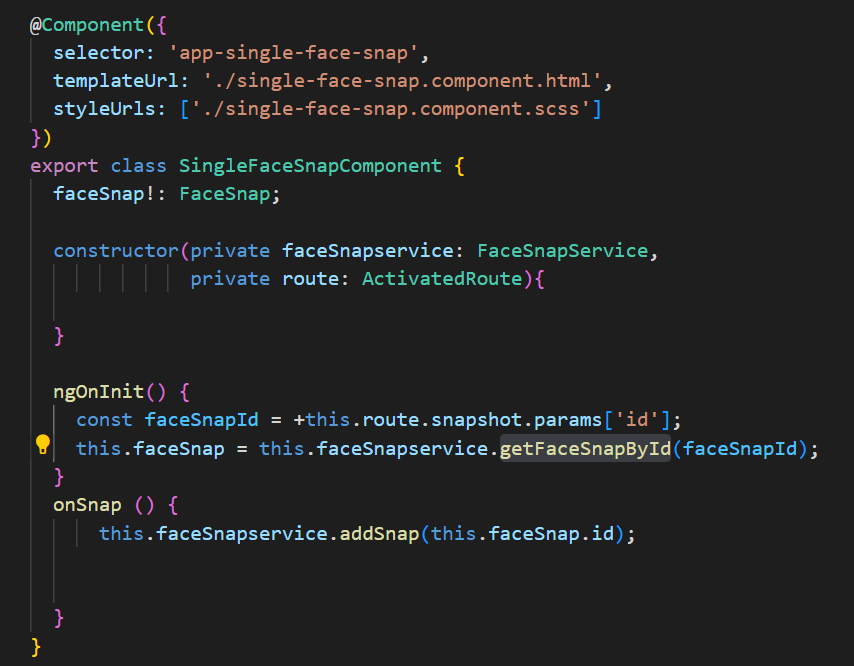 @Component({
  selector: 'app-single-face-snap',
  templateUrl: './single-face-snap.component.html',
  styleUrls: ['./single-face-snap.component.scss']
})
export class SingleFaceSnapComponent {
  faceSnap!: FaceSnap;
  constructor(private faceSnapservice: FaceSnapService,
              private route: ActivatedRoute){
  }
  ngOnInit() {
    const faceSnapId = +this.route.snapshot.params['id'];
    this.faceSnap = this.faceSnapservice.getFaceSnapById(faceSnapId);
  }
  onSnap () {
      this.faceSnapservice.addSnap(this.faceSnap.id);
  }
}